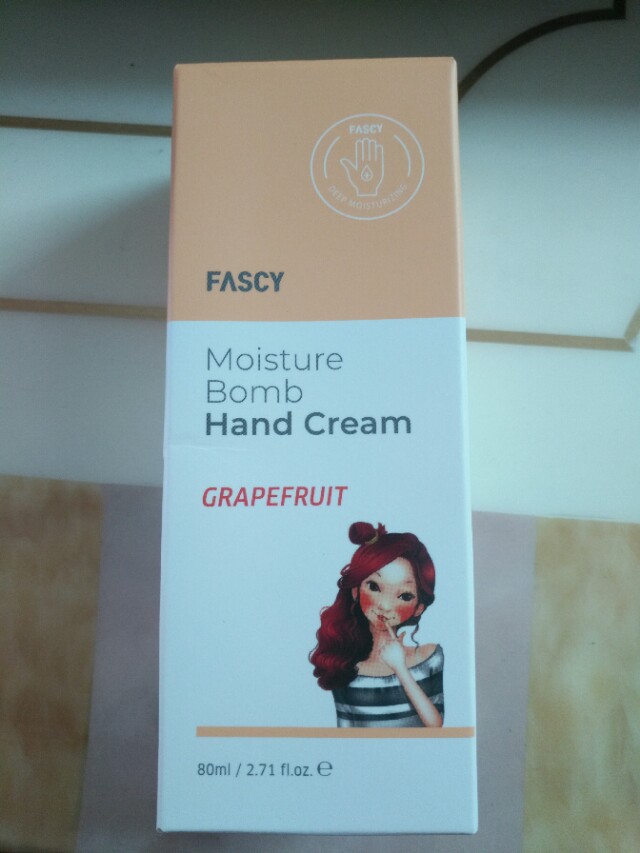 FASCY
DEEP MOISTURIZING
FASCY
Moisture
Bomb
Hand Cream
GRAPEFRUIT
80ml / 2.71 fl.oz. ℮